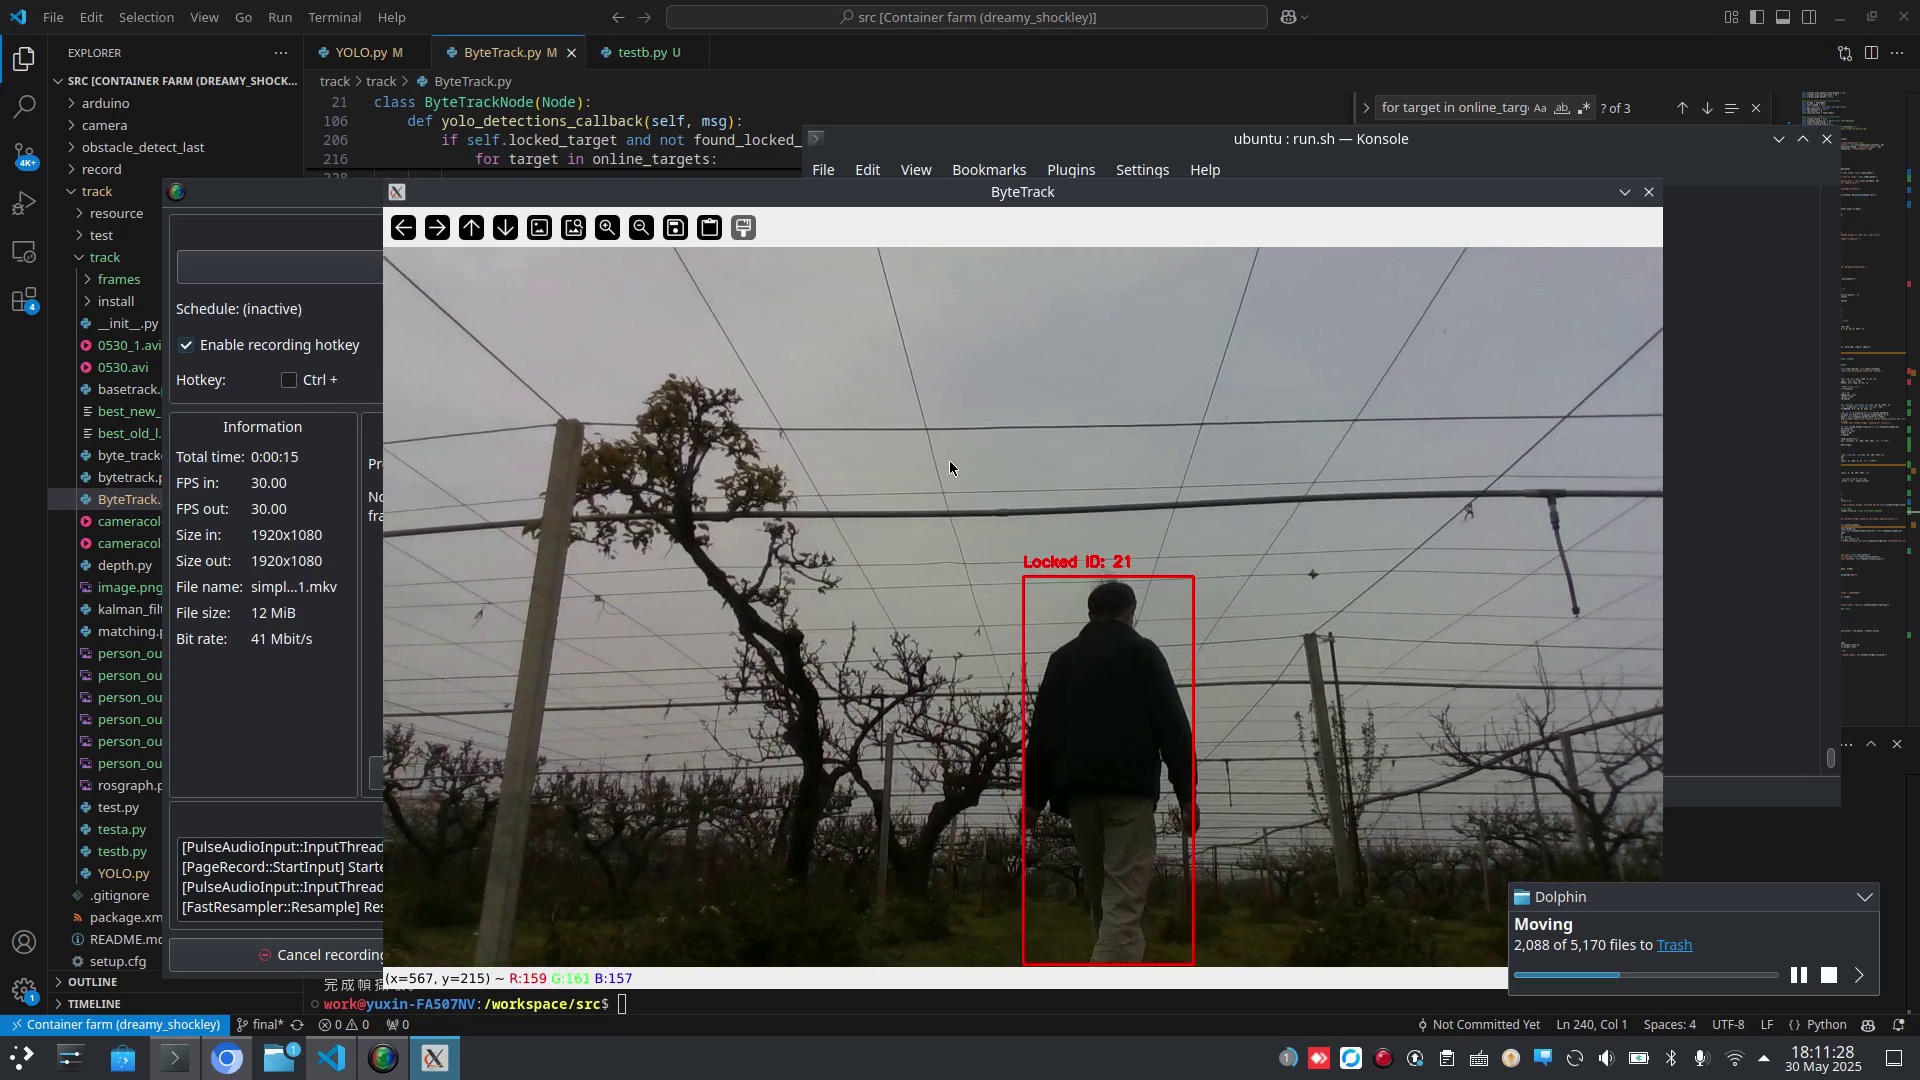 File Edit Selection View Go Run Terminal Help
src [Container farm (dreamy_shockley)]
EXPLORER
YOLO.py M
ByteTrack.py M
testb.py U
SRC [CONTAINER FARM (DREAMY_SHOCK...
track > track > ByteTrack.py
arduino
camera
obstacle_detect_last
record
track
resource
test
track
frames
install
__init__.py
0530_1.avi
0530.avi
basetrack.
best_new_
best_old_l.
byte_track
bytetrack.p
ByteTrack.
cameracol
cameracol
depth.py
image.png
kalman_filt
matching.p
person_ou
person_ou
person_ou
person_ou
person_ou
person_ou
rosgraph.p
test.py
testa.py
testb.py
YOLO.py
.gitignore
package.xm
README.md
setup.cfg
OUTLINE
TIMELINE
4K+
4
1
21 class ByteTrackNode(Node):
106 def yolo_detections_callback(self, msg):
206 if self.locked_target and not found_locked_
216 for target in online_targets:
for target in online_targ
Aa ab
? of 3
ubuntu : run.sh — Konsole
File Edit View Bookmarks Plugins Settings Help
ByteTrack
Schedule: (inactive)
Enable recording hotkey
Hotkey: Ctrl +
Information
Total time: 0:00:15
FPS in: 30.00
FPS out: 30.00
Size in: 1920x1080
Size out: 1920x1080
File name: simpl...1.mkv
File size: 12 MiB
Bit rate: 41 Mbit/s
Pr
No
fra
[PulseAudioInput::InputThread
[PageRecord::StartInput] Starte
[PulseAudioInput::InputThread
[FastResampler::Resample] Res
Cancel recording
Locked ID: 21
(x=567, y=215) ~ R:159 G:161 B:157
work@yuxin-FA507NV:/workspace/src$
Dolphin
Moving
2,088 of 5,170 files to Trash
Container farm (dreamy_shockley)
final*
0 0
0
Not Committed Yet
Ln 240, Col 1
Spaces: 4
UTF-8
LF
Python
1
1
18:11:28
30 May 2025